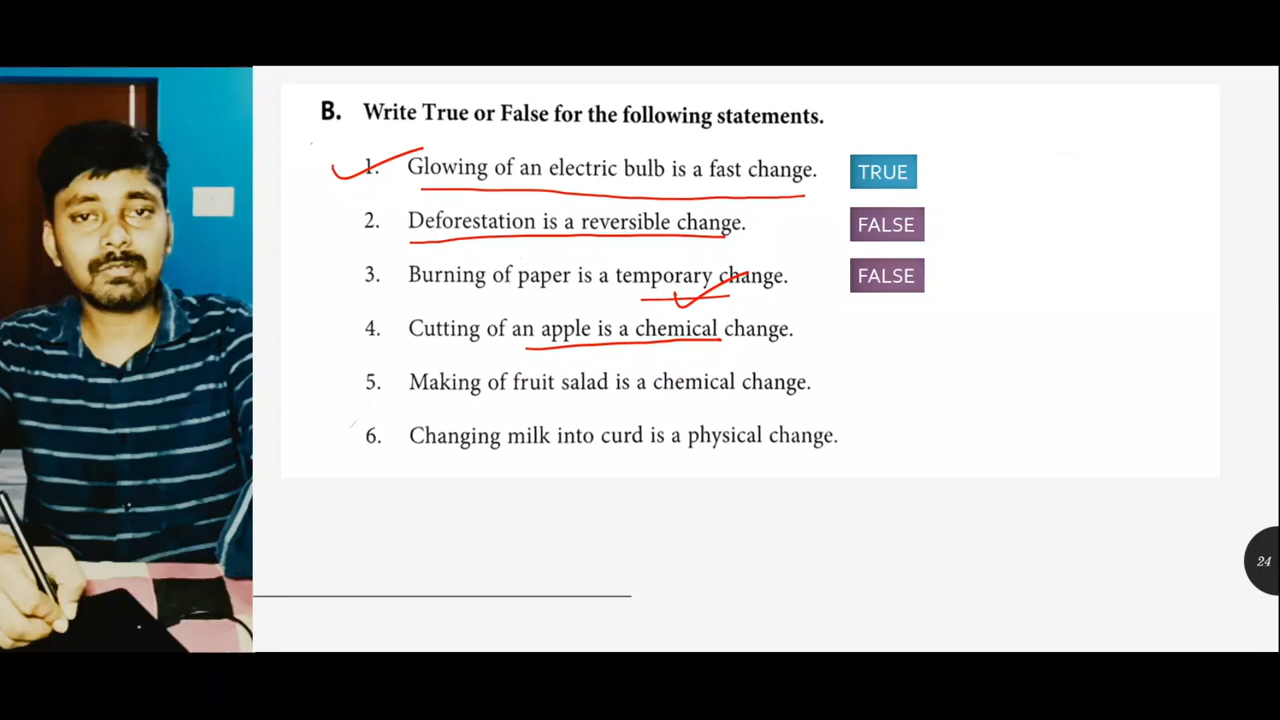 B. Write True or False for the following statements.
1. Glowing of an electric bulb is a fast change. TRUE
2. Deforestation is a reversible change. FALSE
3. Burning of paper is a temporary change. FALSE
4. Cutting of an apple is a chemical change.
5. Making of fruit salad is a chemical change.
6. Changing milk into curd is a physical change.
24